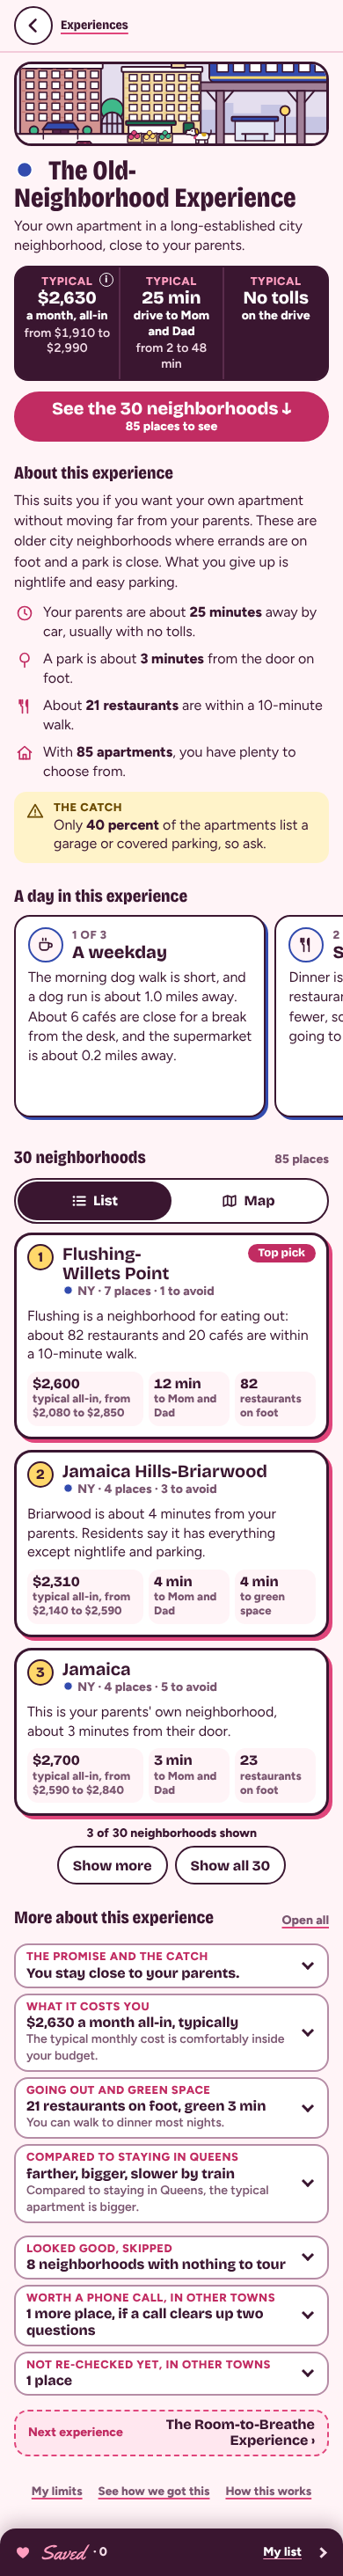 Experiences
The Old-
Neighborhood Experience
Your own apartment in a long-established city
neighborhood, close to your parents.
TYPICAL
$2,630
a month, all-in
from $1,910 to
$2,990
TYPICAL
25 min
drive to Mom
and Dad
from 2 to 48
min
TYPICAL
No tolls
on the drive
See the 30 neighborhoods ↓
85 places to see
About this experience
This suits you if you want your own apartment
without moving far from your parents. These are
older city neighborhoods where errands are on
foot and a park is close. What you give up is
nightlife and easy parking.
Your parents are about 25 minutes away by
car, usually with no tolls.
A park is about 3 minutes from the door on
foot.
About 21 restaurants are within a 10-minute
walk.
With 85 apartments, you have plenty to
choose from.
THE CATCH
Only 40 percent of the apartments list a
garage or covered parking, so ask.
A day in this experience
1 OF 3
A weekday
The morning dog walk is short, and
a dog run is about 1.0 miles away.
About 6 cafés are close for a break
from the desk, and the supermarket
is about 0.2 miles away.
2
S
Dinner is
restaurar
fewer, so
going to
30 neighborhoods
85 places
List
Map
1
Flushing-
Willets Point
Top pick
NY · 7 places · 1 to avoid
Flushing is a neighborhood for eating out:
about 82 restaurants and 20 cafés are within
a 10-minute walk.
$2,600
typical all-in, from
$2,080 to $2,850
12 min
to Mom and
Dad
82
restaurants
on foot
2
Jamaica Hills-Briarwood
NY · 4 places · 3 to avoid
Briarwood is about 4 minutes from your
parents. Residents say it has everything
except nightlife and parking.
$2,310
typical all-in, from
$2,140 to $2,590
4 min
to Mom and
Dad
4 min
to green
space
3
Jamaica
NY · 4 places · 5 to avoid
This is your parents' own neighborhood,
about 3 minutes from their door.
$2,700
typical all-in, from
$2,590 to $2,840
3 min
to Mom and
Dad
23
restaurants
on foot
3 of 30 neighborhoods shown
Show more
Show all 30
More about this experience
Open all
THE PROMISE AND THE CATCH
You stay close to your parents.
WHAT IT COSTS YOU
$2,630 a month all-in, typically
The typical monthly cost is comfortably inside
your budget.
GOING OUT AND GREEN SPACE
21 restaurants on foot, green 3 min
You can walk to dinner most nights.
COMPARED TO STAYING IN QUEENS
farther, bigger, slower by train
Compared to staying in Queens, the typical
apartment is bigger.
LOOKED GOOD, SKIPPED
8 neighborhoods with nothing to tour
WORTH A PHONE CALL, IN OTHER TOWNS
1 more place, if a call clears up two
questions
NOT RE-CHECKED YET, IN OTHER TOWNS
1 place
Next experience
The Room-to-Breathe
Experience ›
My limits
See how we got this
How this works
Saved · 0
My list